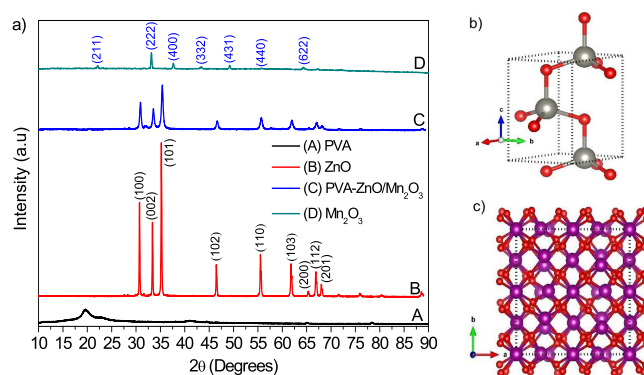 a)
(211)
(222)
(400)
(332)
(431)
(440)
(622)
D
C
(A) PVA
(B) ZnO
(C) PVA-ZnO/Mn₂O₃
(D) Mn₂O₃
(100)
(002)
(101)
(102)
(110)
(103)
(200)
(112)
(201)
B
A
Intensity (a.u)
10 15 20 25 30 35 40 45 50 55 60 65 70 75 80 85 90
2θ (Degrees)
b)
c
a
b
c)
b
a